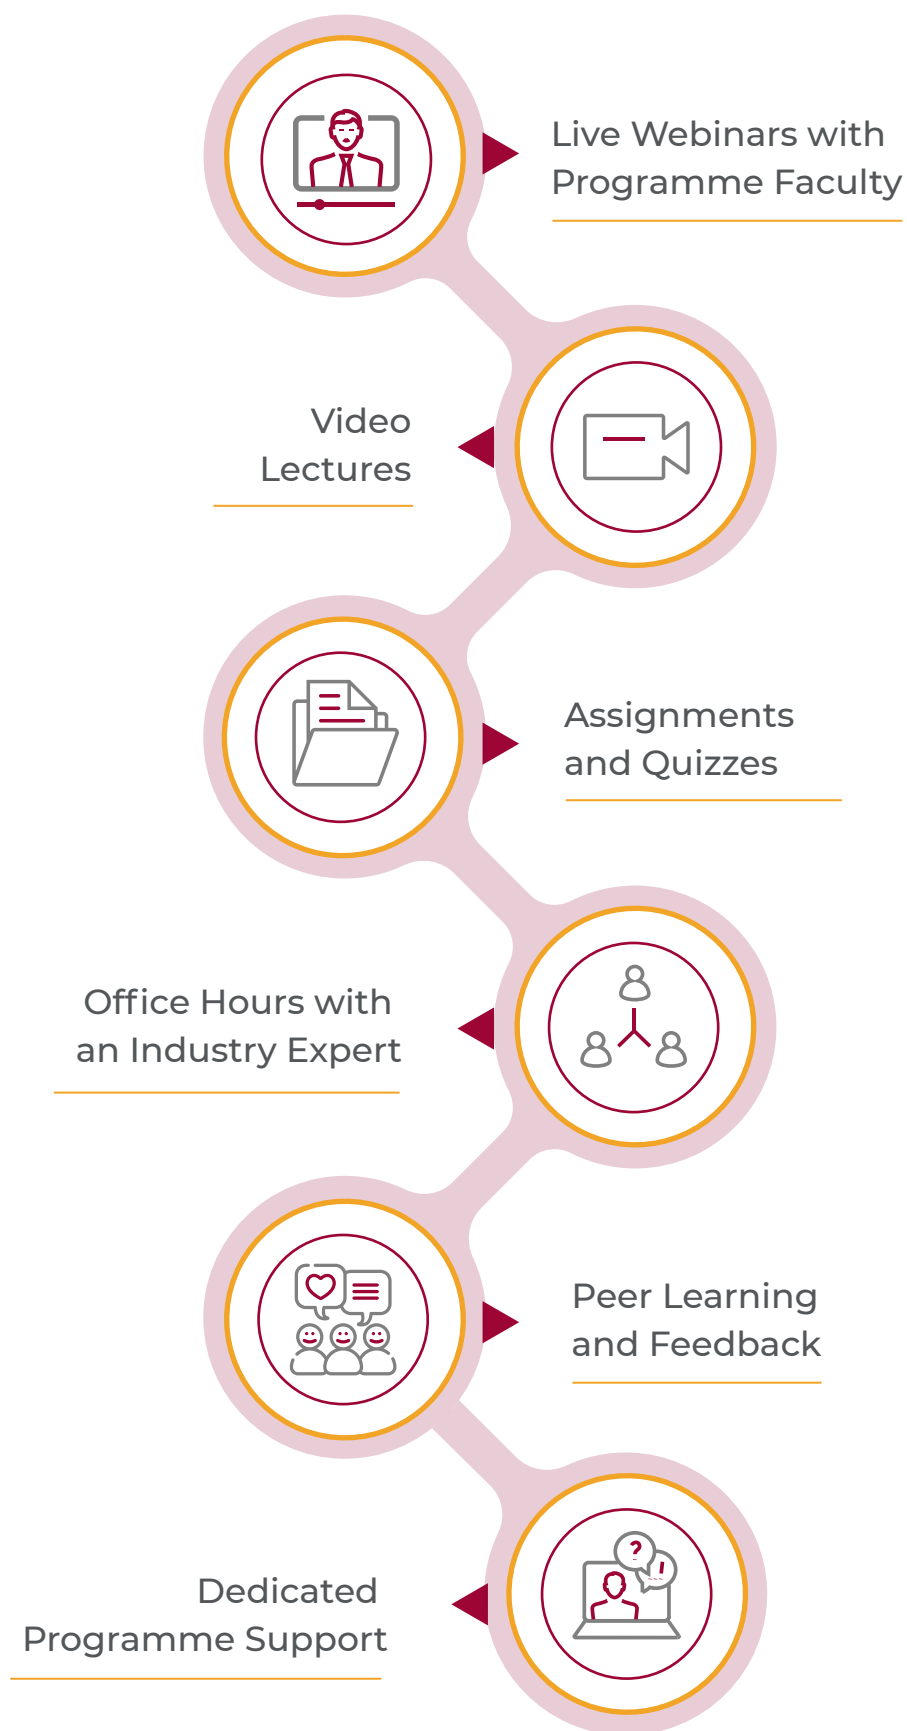 Live Webinars with
Programme Faculty
Video
Lectures
Assignments
and Quizzes
Office Hours with
an Industry Expert
Peer Learning
and Feedback
?
!
Dedicated
Programme Support